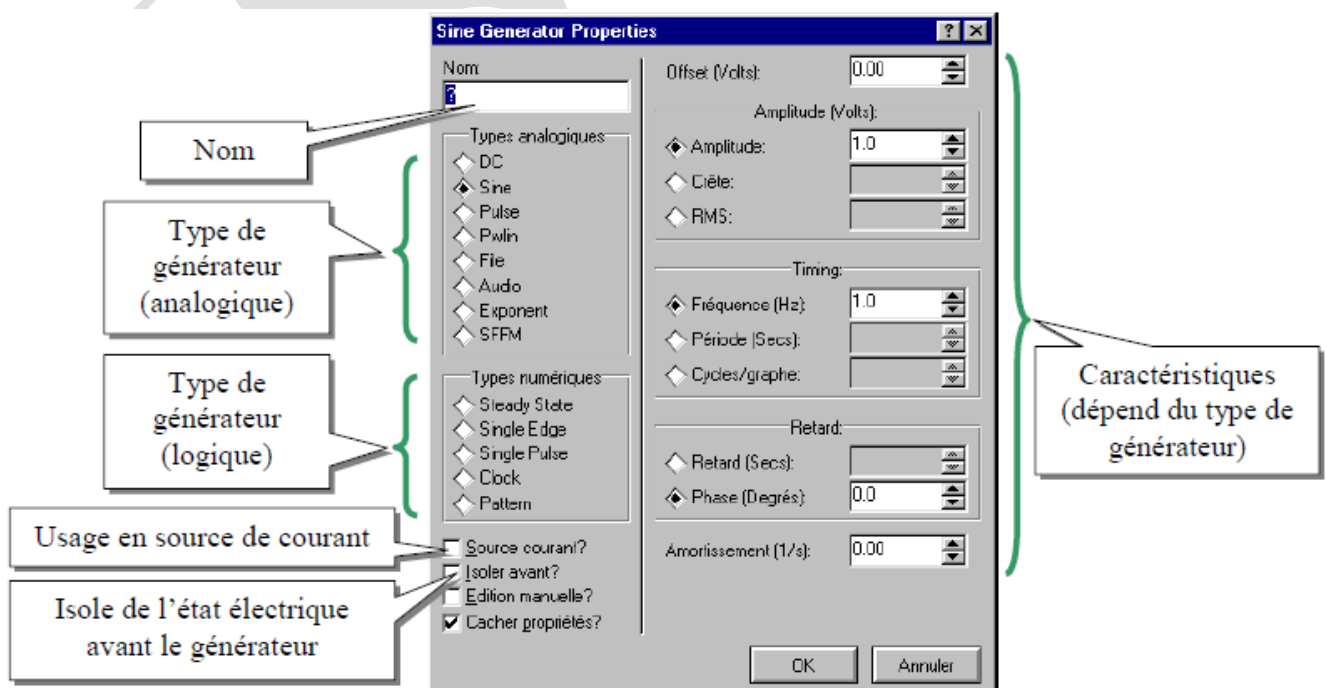 Sine Generator Properties
Nom
?
Types analogiques
DC
Sine
Pulse
Pwlin
File
Audio
Exponent
SFFM
Types numériques
Steady State
Single Edge
Single Pulse
Clock
Pattern
Source courant?
Isoler avant?
Edition manuelle?
Cacher propriétés?
Offset (Volts): 0.00
Amplitude (Volts):
Amplitude: 1.0
Crête:
RMS:
Timing:
Fréquence (Hz): 1.0
Période (Secs):
Cycles/graphe:
Retard:
Retard (Secs):
Phase (Degrés): 0.0
Amortissement (1/s): 0.00
OK
Annuler
Nom
Type de
générateur
(analogique)
Type de
générateur
(logique)
Usage en source de courant
Isole de l'état électrique
avant le générateur
Caractéristiques
(dépend du type de
générateur)